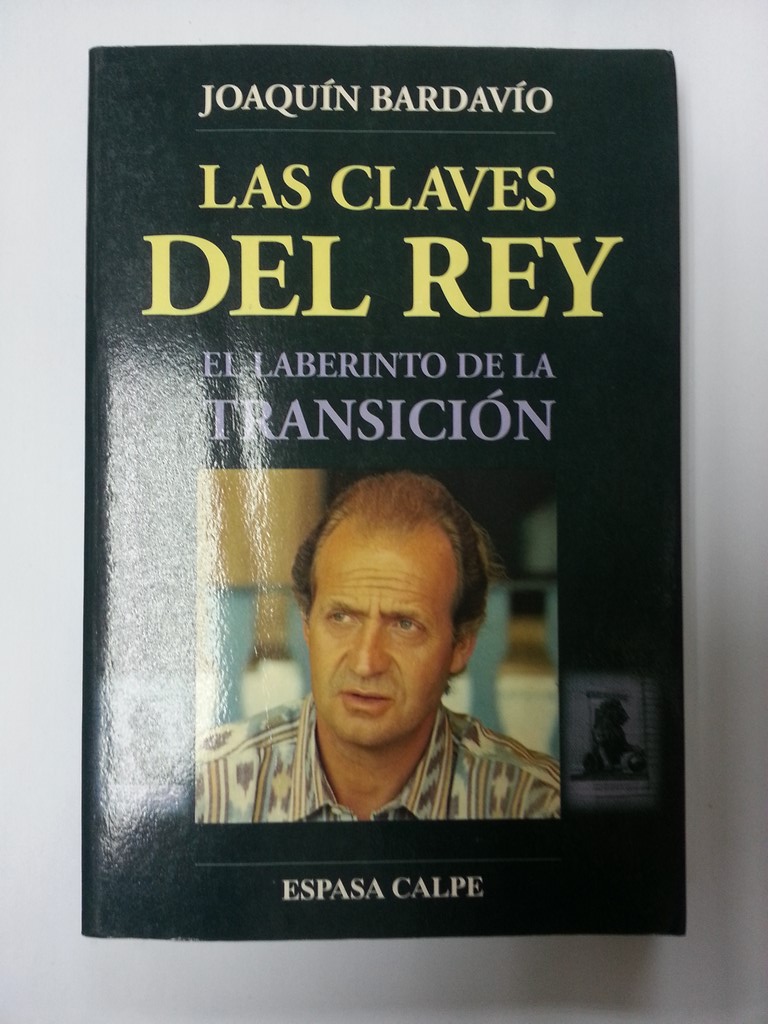 JOAQUÍN BARDAVÍO
LAS CLAVES
DEL REY
EL LABERINTO DE LA
TRANSICIÓN
ESPASA CALPE